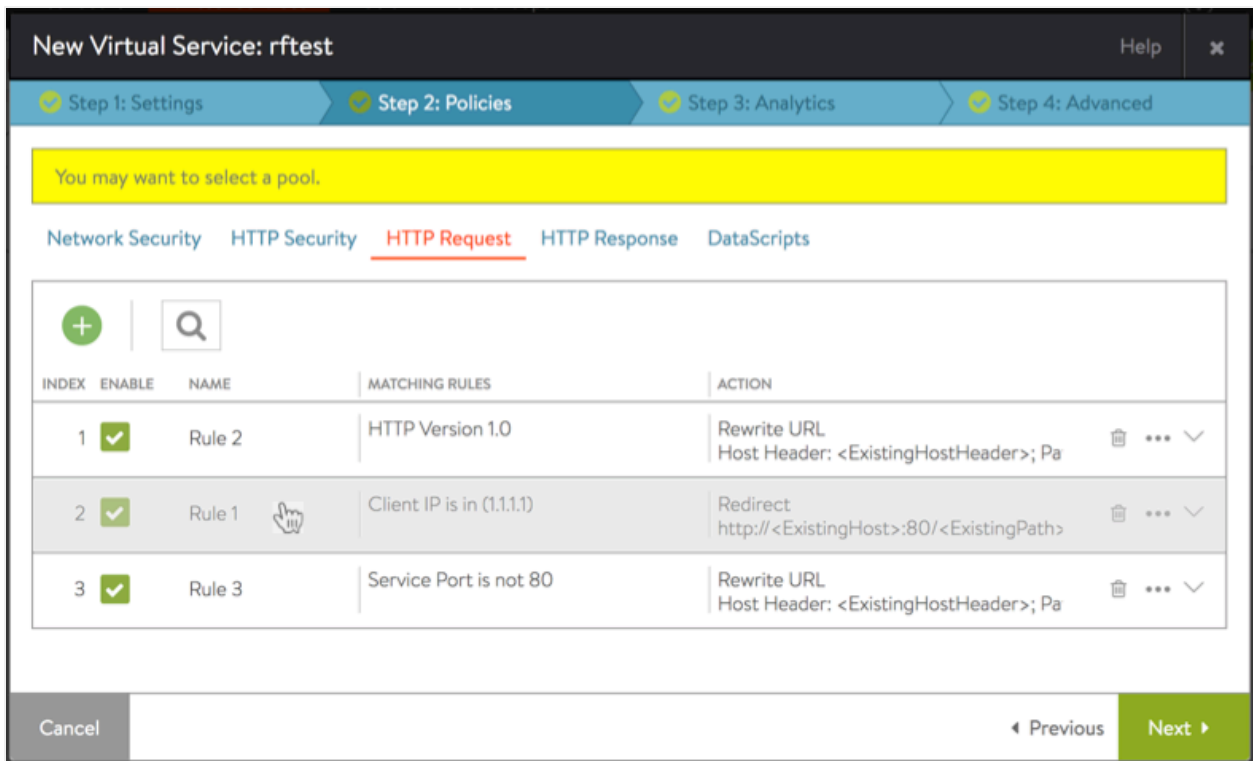 New Virtual Service: rftest Help
Step 1: Settings Step 2: Policies Step 3: Analytics Step 4: Advanced
You may want to select a pool.
Network Security HTTP Security HTTP Request HTTP Response DataScripts
INDEX ENABLE NAME MATCHING RULES ACTION
1 Rule 2 HTTP Version 1.0 Rewrite URL
Host Header: <ExistingHostHeader>; Pa
2 Rule 1 Client IP is in (1.1.1.1) Redirect
http://<ExistingHost>:80/<ExistingPath>
3 Rule 3 Service Port is not 80 Rewrite URL
Host Header: <ExistingHostHeader>; Pa
Cancel Previous Next